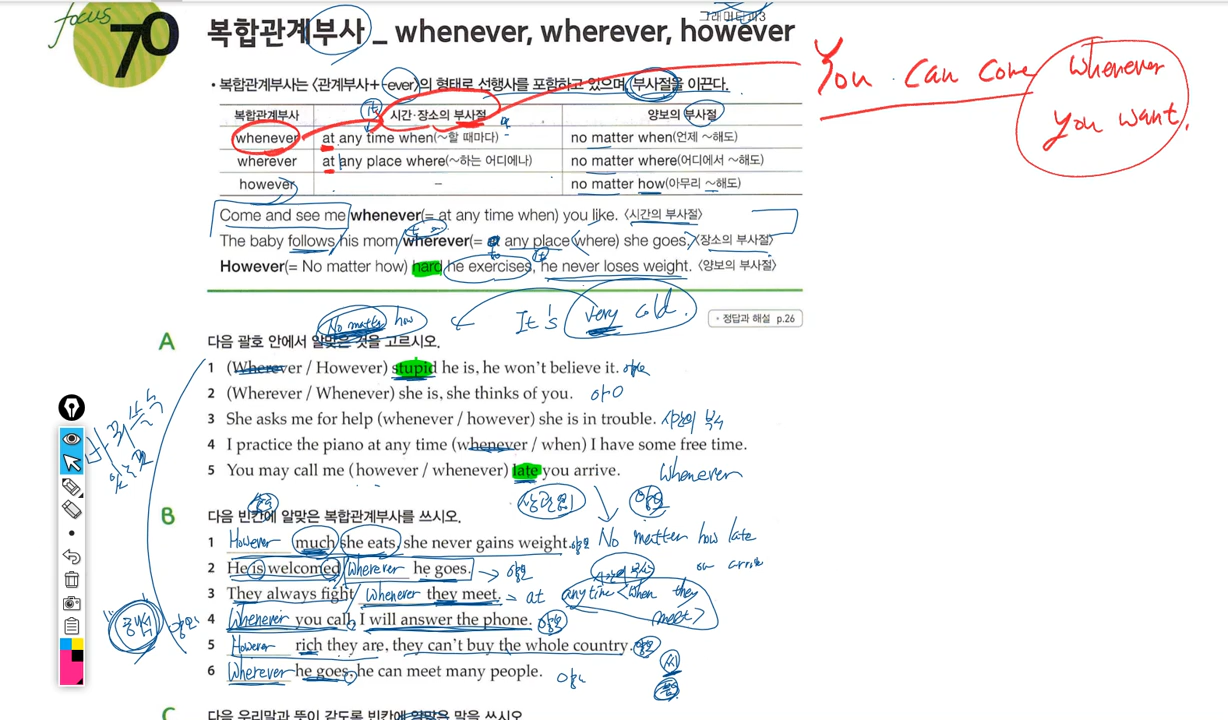 focus
70
복합관계부사 _ whenever, wherever, however
You can come whenever you want.
• 복합관계부사는 〈관계부사+-ever〉의 형태로 선행사를 포함하고 있으며, 부사절을 이끈다.
복합관계부사 시간·장소의 부사절 양보의 부사절
whenever at any time when(~할 때마다) no matter when(언제 ~해도)
wherever at any place where(~하는 어디에나) no matter where(어디에서 ~해도)
however – no matter how(아무리 ~해도)
Come and see me whenever(= at any time when) you like. 〈시간의 부사절〉
The baby follows his mom wherever(= at any place where) she goes. 〈장소의 부사절〉
However(= No matter how) hard he exercises, he never loses weight. 〈양보의 부사절〉
No matter how It's very cold.
• 정답과 해설 p.26
A 다음 괄호 안에서 알맞은 것을 고르시오.
1 (Wherever / However) stupid he is, he won't believe it.
2 (Wherever / Whenever) she is, she thinks of you.
3 She asks me for help (whenever / however) she is in trouble.
4 I practice the piano at any time (whenever / when) I have some free time.
5 You may call me (however / whenever) late you arrive. Whenever
B 다음 빈칸에 알맞은 복합관계부사를 쓰시오.
1 However much she eats, she never gains weight. No matter how late
2 He is welcomed wherever he goes.
3 They always fight whenever they meet. = at anytime when they meet
4 Whenever you call, I will answer the phone.
5 However rich they are, they can't buy the whole country.
6 Wherever he goes, he can meet many people.
C 다음 우리말과 뜻이 같도록 빈칸에 알맞은 말을 쓰시오